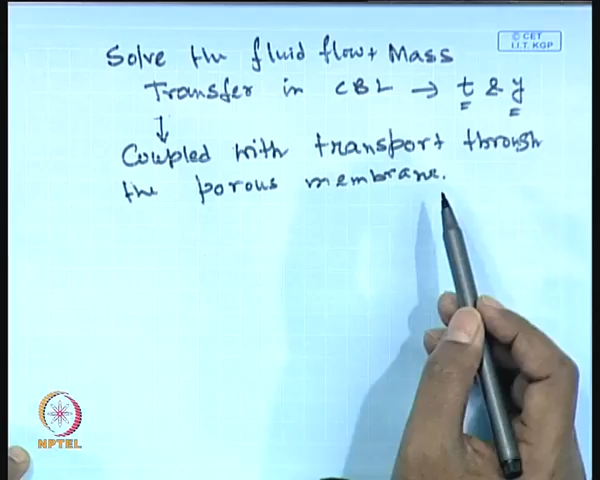 Solve the fluid flow + Mass
Transfer in CBL → t & y
↓
Coupled with transport through
the porous membrane.
© CET
I.I.T. KGP
NPTEL